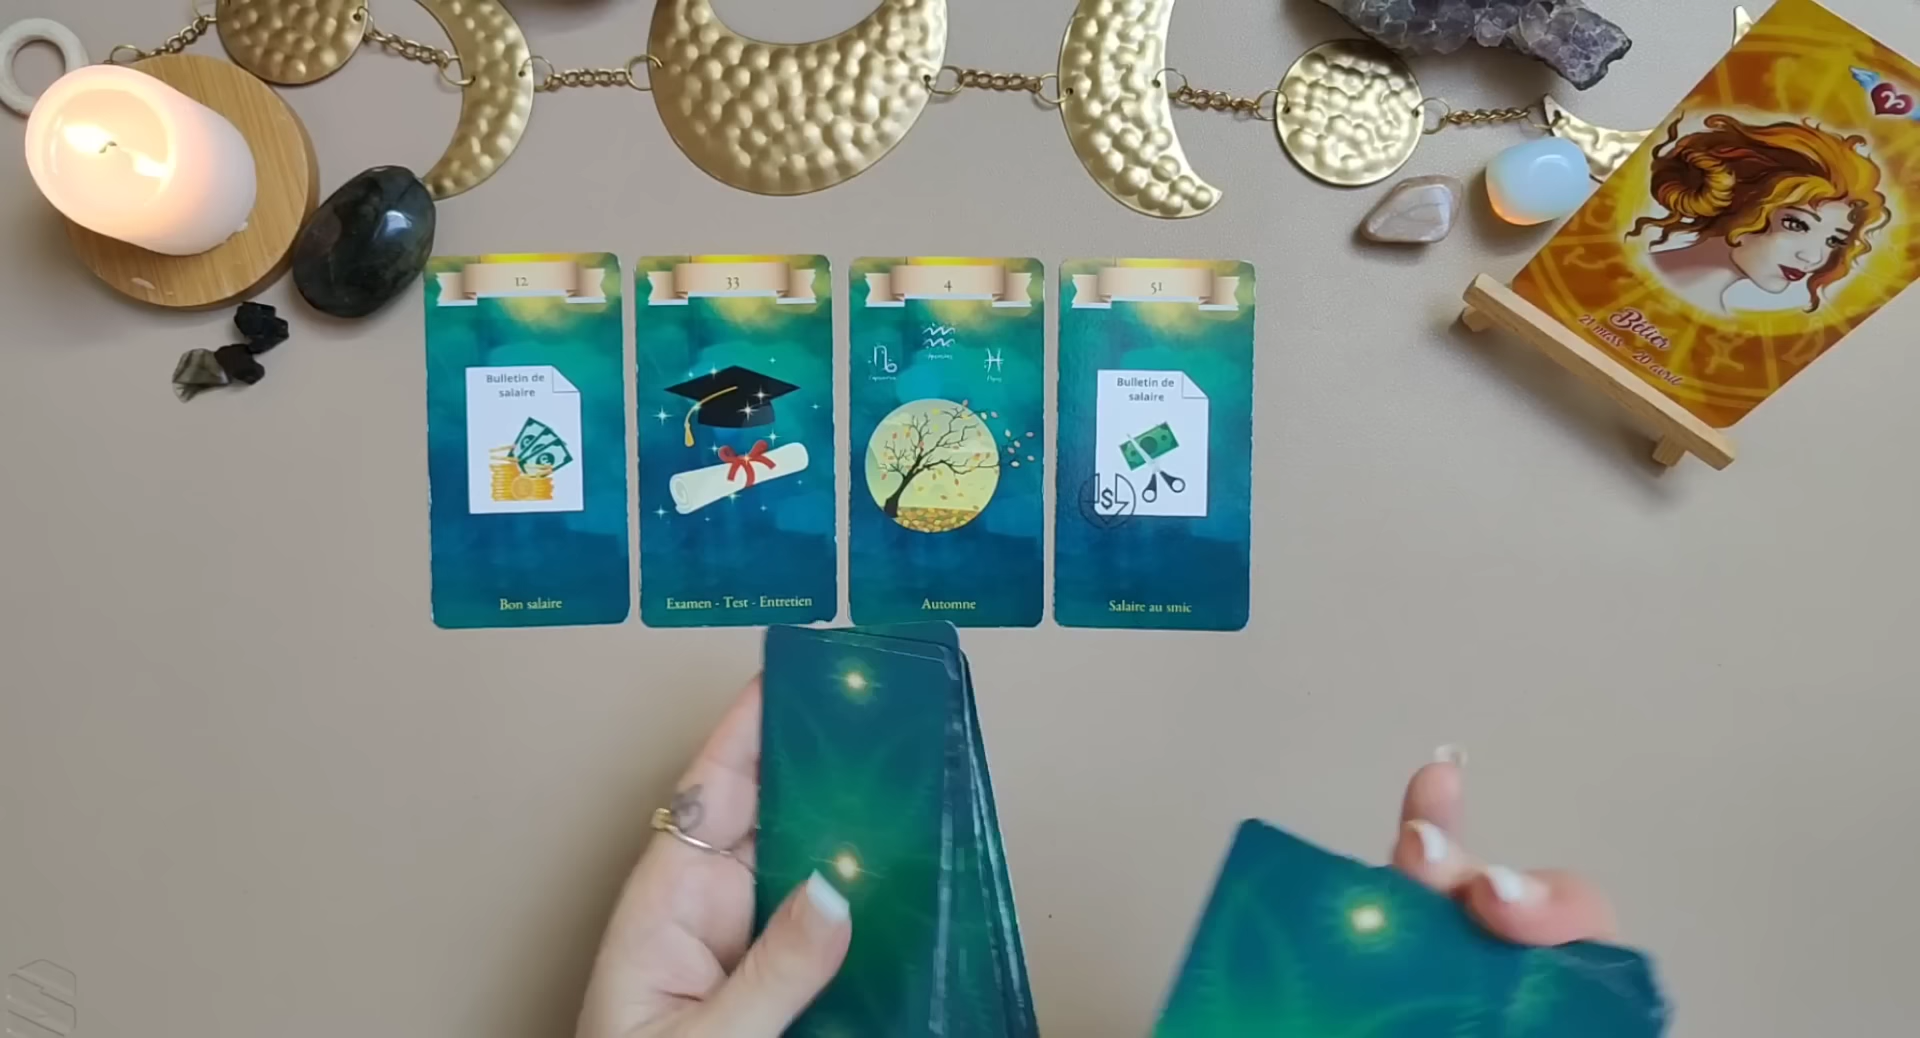 12
Bulletin de
salaire
Bon salaire
33
Examen - Test - Entretien
4
Automne
51
Bulletin de
salaire
$
Salaire au smic
2
Bélier
21 mars - 20 avril